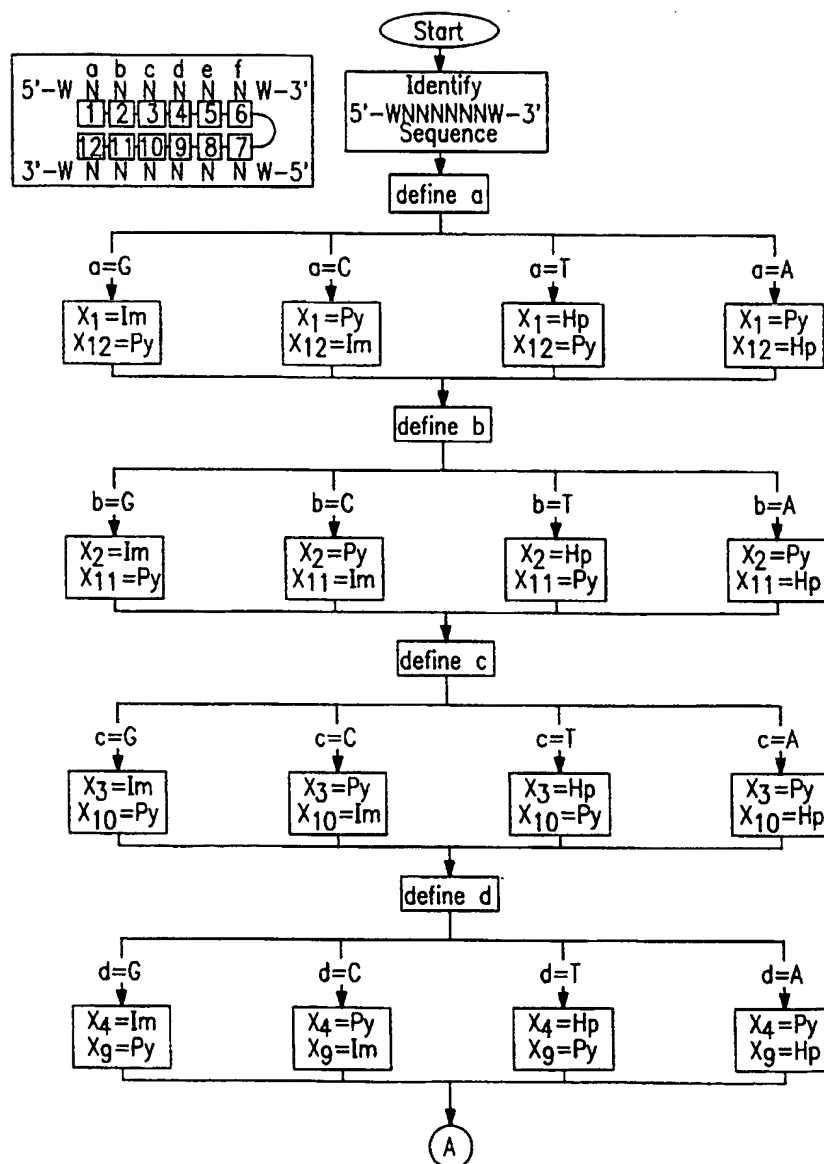 Start
a b c d e f
5'-W N N N N N N W-3'
1 2 3 4 5 6
12 11 10 9 8 7
3'-W N N N N N N W-5'
Identify
5'-WNNNNNNW-3'
Sequence
define a
a=G a=C a=T a=A
X1=Im X1=Py X1=Hp X1=Py
X12=Py X12=Im X12=Py X12=Hp
define b
b=G b=C b=T b=A
X2=Im X2=Py X2=Hp X2=Py
X11=Py X11=Im X11=Py X11=Hp
define c
c=G c=C c=T c=A
X3=Im X3=Py X3=Hp X3=Py
X10=Py X10=Im X10=Py X10=Hp
define d
d=G d=C d=T d=A
X4=Im X4=Py X4=Hp X4=Py
X9=Py X9=Im X9=Py X9=Hp
A